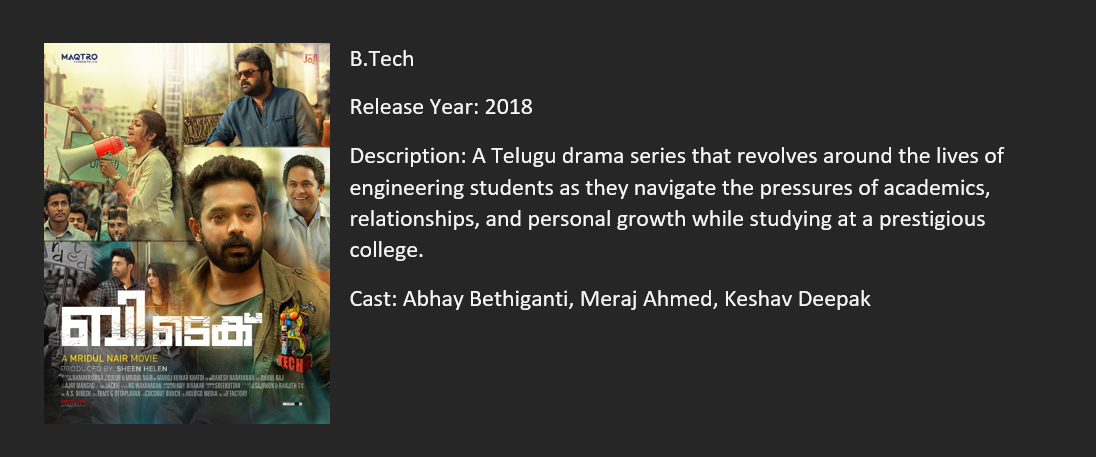 MAQTRO
B.Tech
Release Year: 2018
Description: A Telugu drama series that revolves around the lives of
engineering students as they navigate the pressures of academics,
relationships, and personal growth while studying at a prestigious
college.
Cast: Abhay Bethiganti, Meraj Ahmed, Keshav Deepak
ബിടെക്
TECH
A MRIDUL NAIR MOVIE
PRODUCED BY, SHEEN HELEN